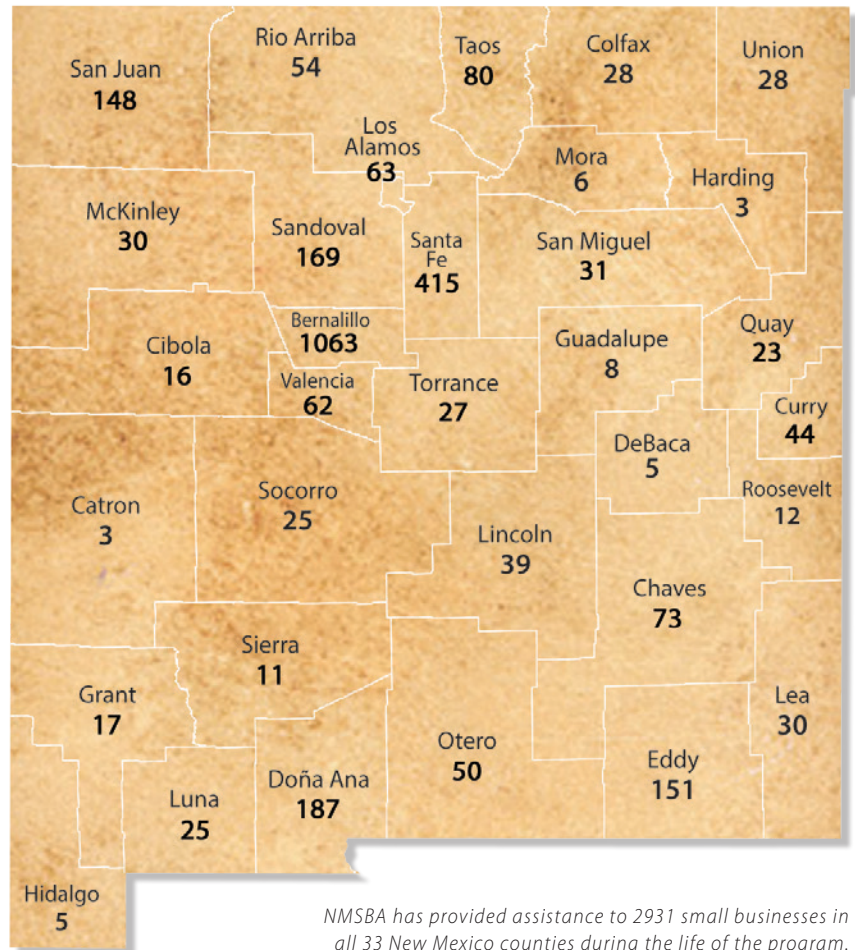 San Juan
148
Rio Arriba
54
Taos
80
Colfax
28
Union
28
Los
Alamos
63
Mora
6
Harding
3
McKinley
30
Sandoval
169
Santa
Fe
415
San Miguel
31
Bernalillo
1063
Cibola
16
Valencia
62
Torrance
27
Guadalupe
8
Quay
23
Curry
44
DeBaca
5
Roosevelt
12
Catron
3
Socorro
25
Lincoln
39
Chaves
73
Sierra
11
Grant
17
Lea
30
Otero
50
Eddy
151
Doña Ana
187
Luna
25
Hidalgo
5
NMSBA has provided assistance to 2931 small businesses in
all 33 New Mexico counties during the life of the program.